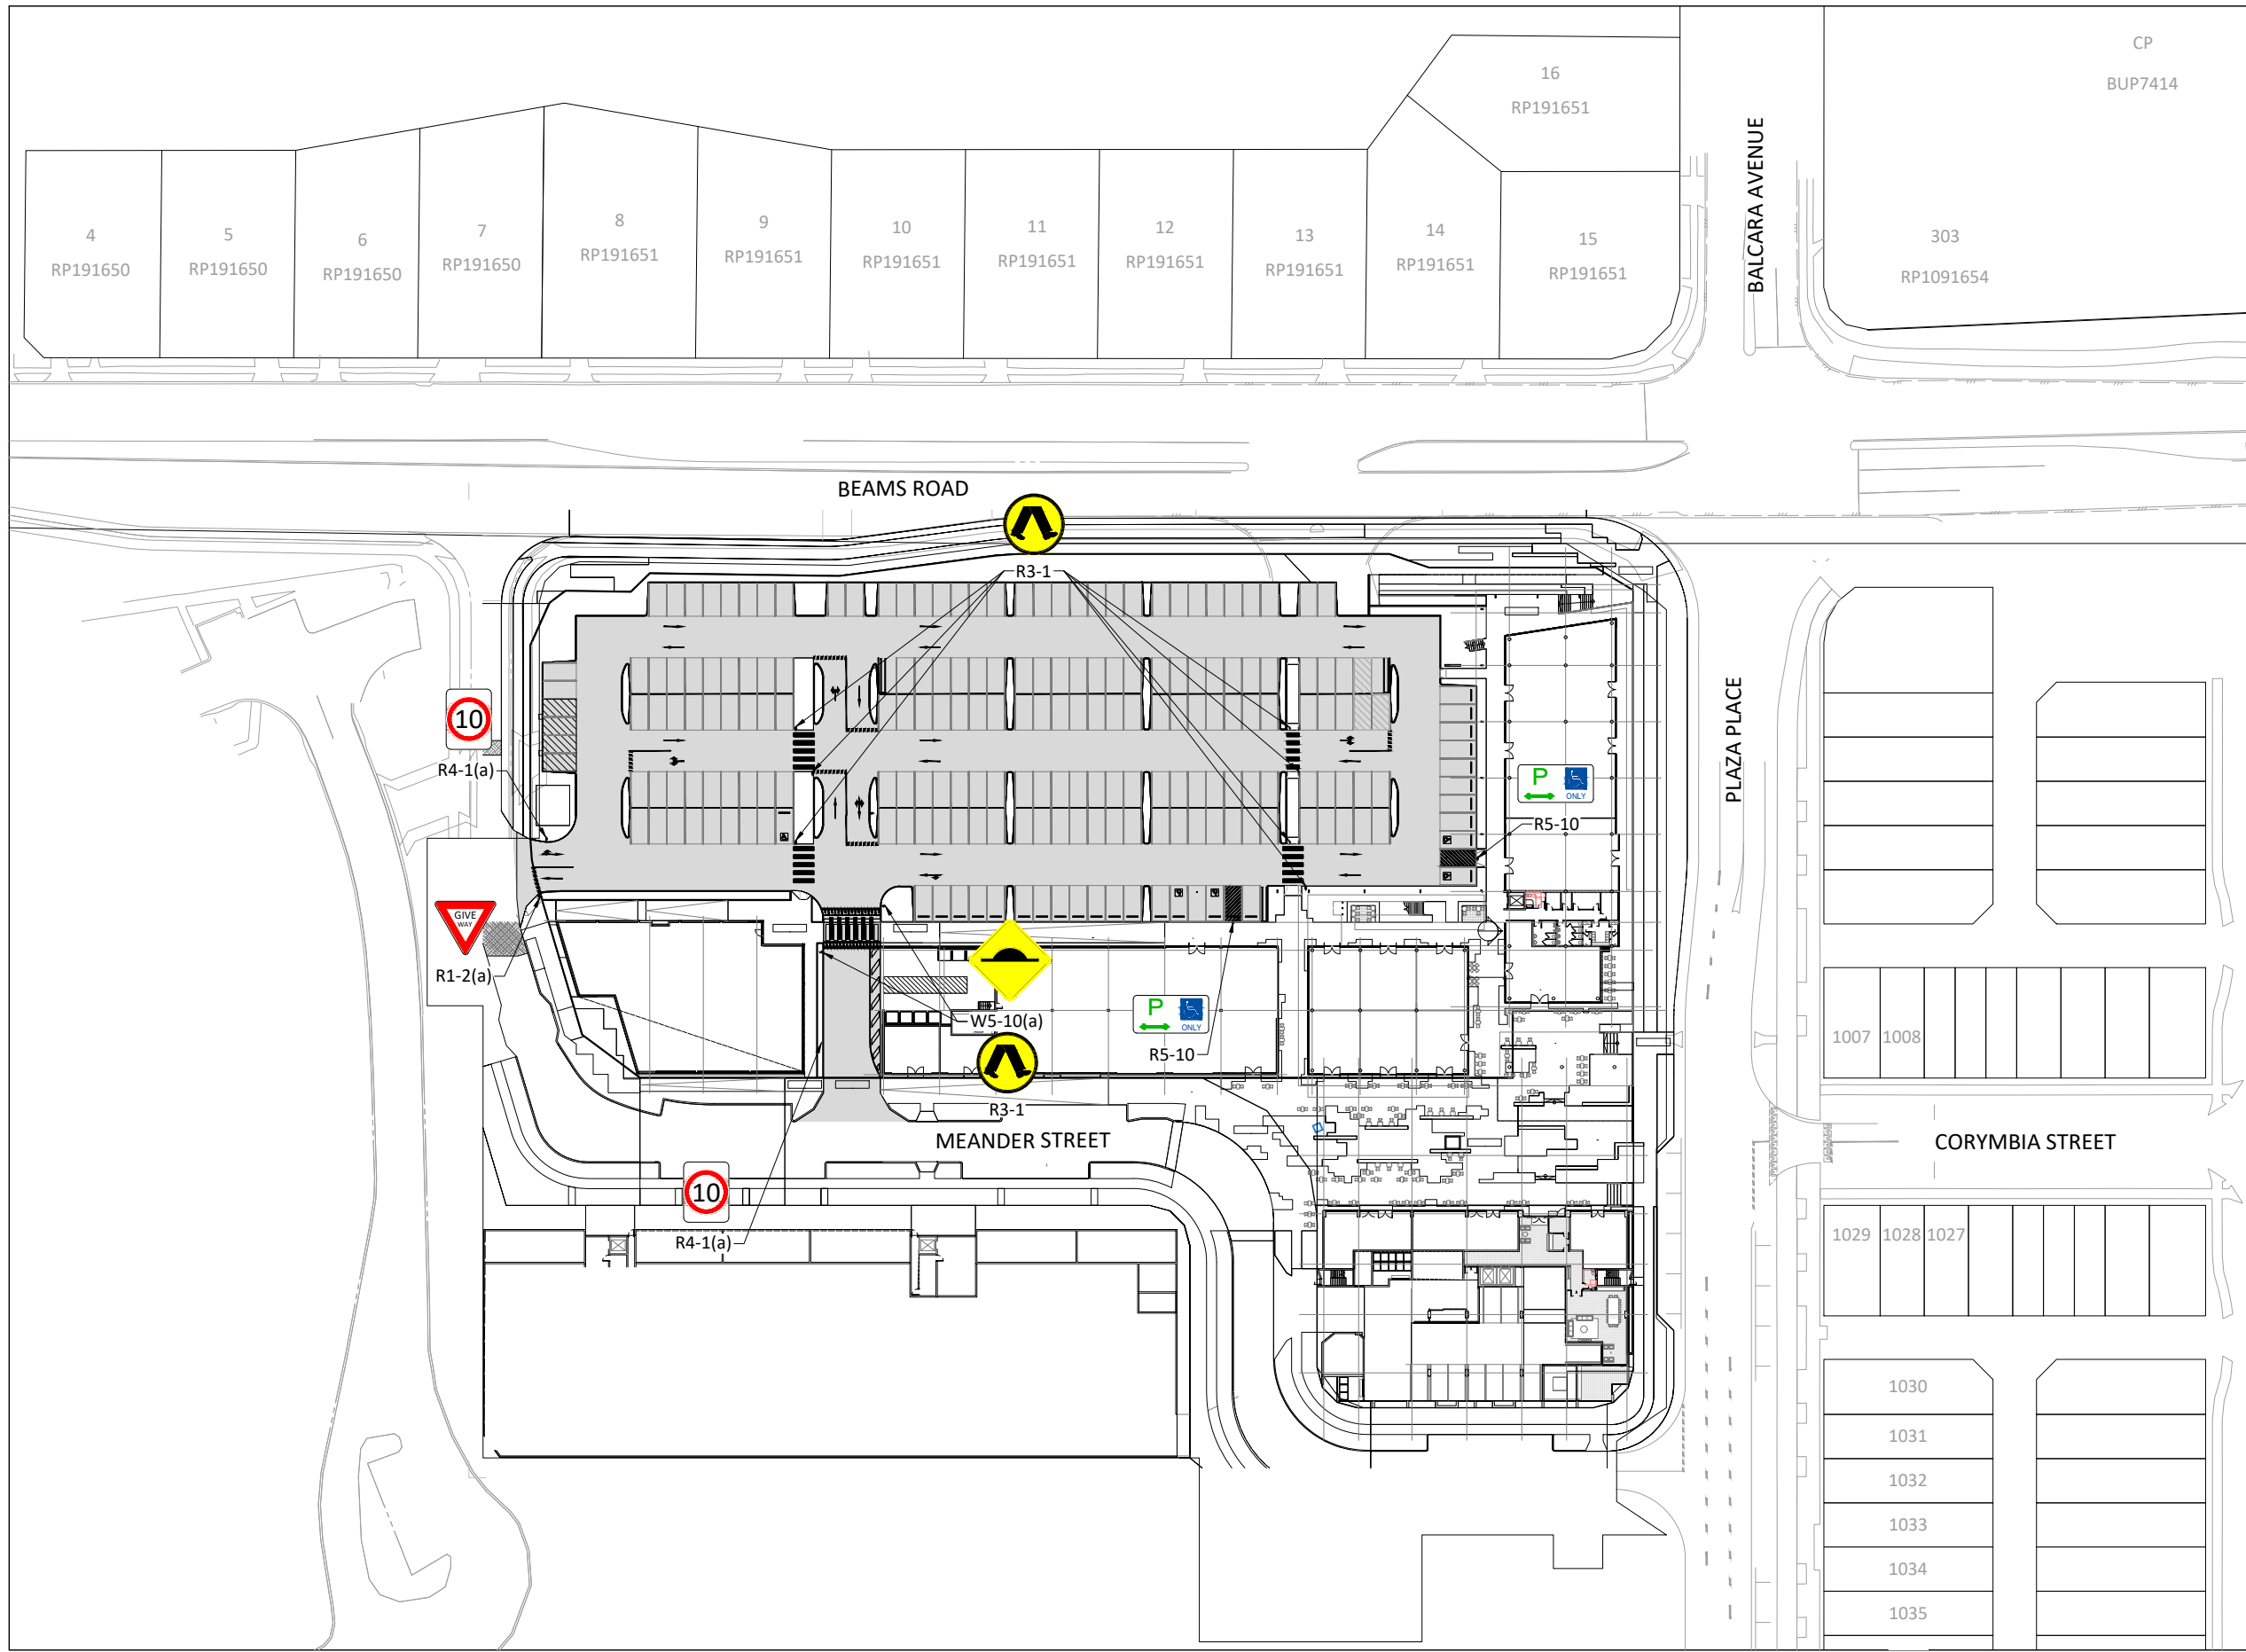 CP
BUP7414
16
RP191651
BALCARA AVENUE
4
RP191650
5
RP191650
6
RP191650
7
RP191650
8
RP191651
9
RP191651
10
RP191651
11
RP191651
12
RP191651
13
RP191651
14
RP191651
15
RP191651
303
RP1091654
BEAMS ROAD
R3-1
10
R4-1(a)
PLAZA PLACE
P
ONLY
R5-10
GIVE
WAY
R1-2(a)
W5-10(a)
P
ONLY
R5-10
R3-1
MEANDER STREET
10
R4-1(a)
1007
1008
CORYMBIA STREET
1029
1028
1027
1030
1031
1032
1033
1034
1035